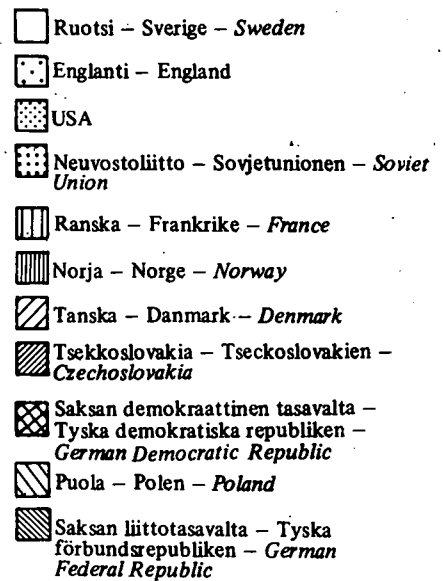 Ruotsi – Sverige – Sweden
Englanti – England
USA
Neuvostoliitto – Sovjetunionen – Soviet
Union
Ranska – Frankrike – France
Norja – Norge – Norway
Tanska – Danmark – Denmark
Tsekkoslovakia – Tseckoslovakien –
Czechoslovakia
Saksan demokraattinen tasavalta –
Tyska demokratiska republiken –
German Democratic Republic
Puola – Polen – Poland
Saksan liittotasavalta – Tyska
förbundsrepubliken – German
Federal Republic